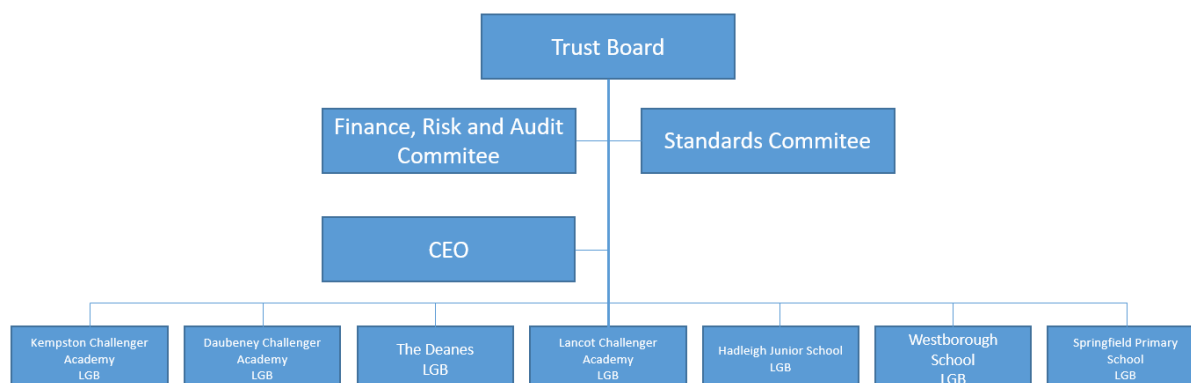 Trust Board
Finance, Risk and Audit
Commitee
Standards Commitee
CEO
Kempston Challenger
Academy
LGB
Daubeney Challenger
Academy
LGB
The Deanes
LGB
Lancot Challenger
Academy
LGB
Hadleigh Junior School
LGB
Westborough
School
LGB
Springfield Primary
School
LGB